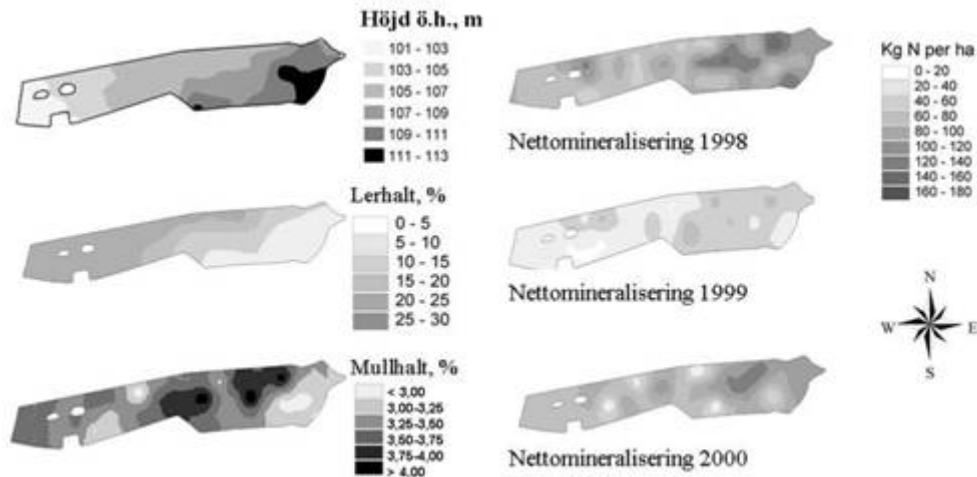 Höjd ö.h., m
101 - 103
103 - 105
105 - 107
107 - 109
109 - 111
111 - 113
Lerhalt, %
0 - 5
5 - 10
10 - 15
15 - 20
20 - 25
25 - 30
Mullhalt, %
< 3,00
3,00-3,25
3,25-3,50
3,50-3,75
3,75-4,00
> 4,00
Nettomineralisering 1998
Nettomineralisering 1999
Nettomineralisering 2000
Kg N per ha
0 - 20
20 - 40
40 - 60
60 - 80
80 - 100
100 - 120
120 - 140
140 - 160
160 - 180
N
W E
S